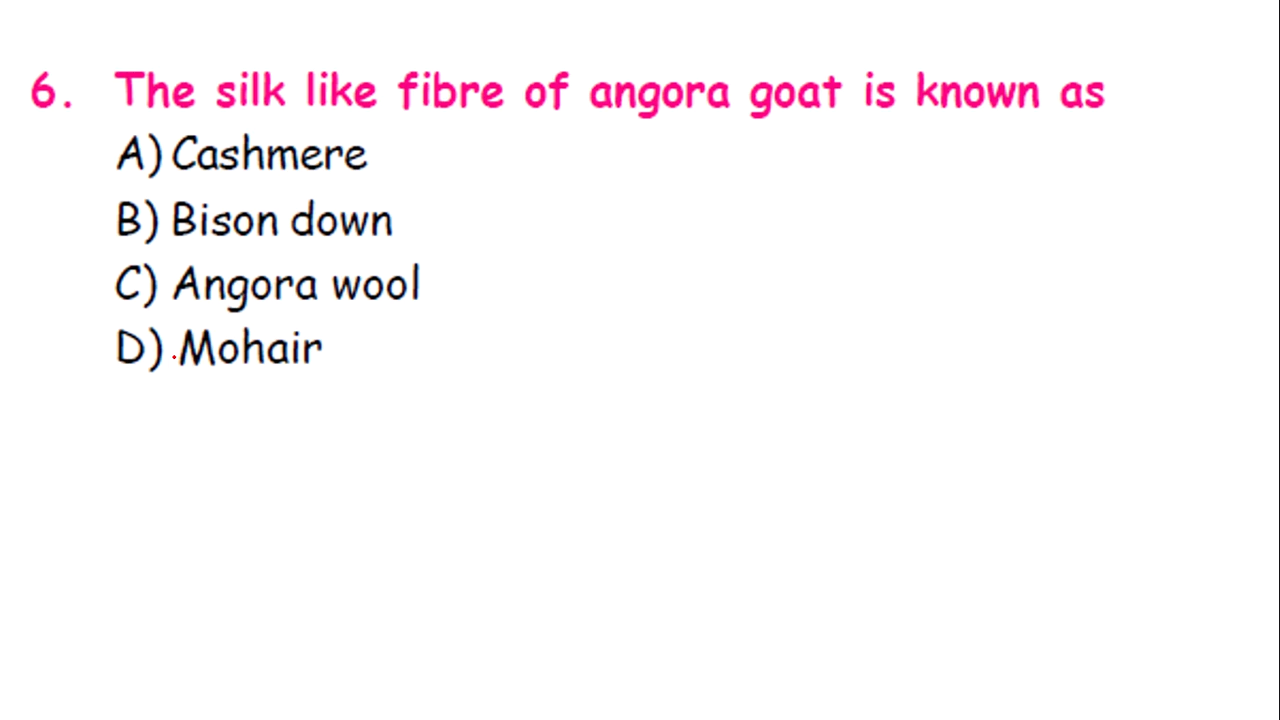 6. The silk like fibre of angora goat is known as
A) Cashmere
B) Bison down
C) Angora wool
D) Mohair